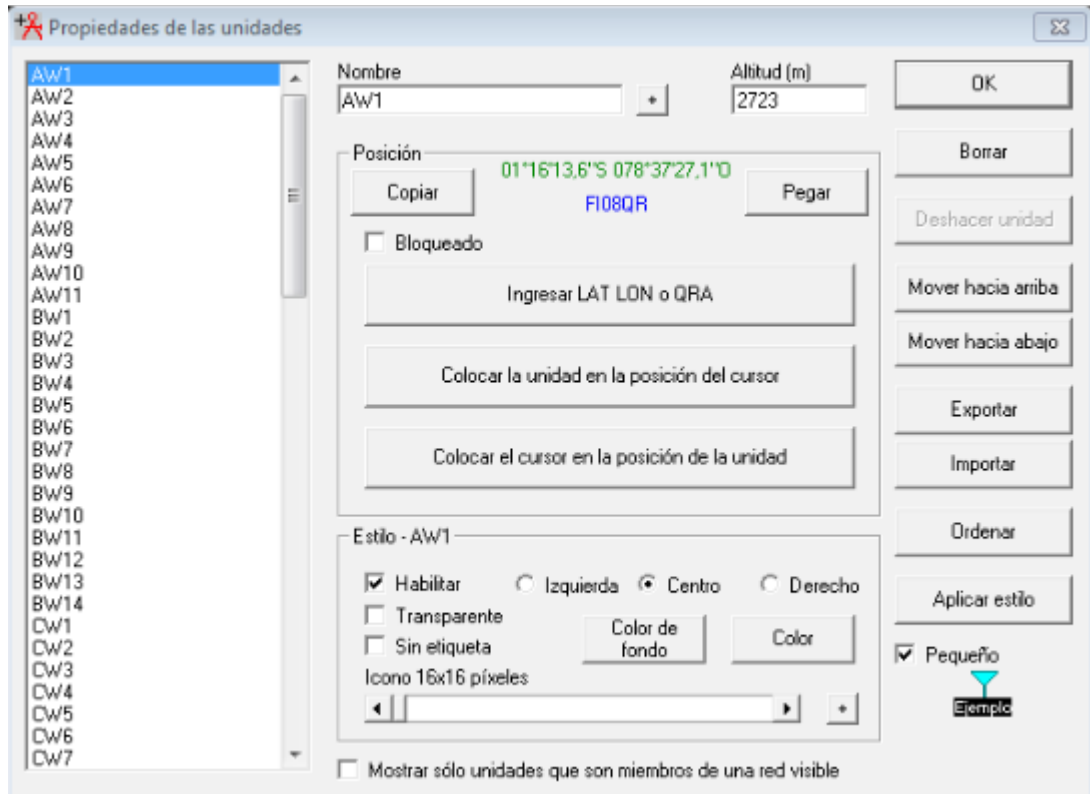 Propiedades de las unidades
AW1
AW2
AW3
AW4
AW5
AW6
AW7
AW8
AW9
AW10
AW11
BW1
BW2
BW3
BW4
BW5
BW6
BW7
BW8
BW9
BW10
BW11
BW12
BW13
BW14
CW1
CW2
CW3
CW4
CW5
CW6
CW7
Nombre
AW1
+
Altitud (m)
2723
Posición
Copiar
01°16'13,6''S 078°37'27,1''O
FI08QR
Pegar
Bloqueado
Ingresar LAT LON o QRA
Colocar la unidad en la posición del cursor
Colocar el cursor en la posición de la unidad
Estilo - AW1
Habilitar
Izquierda
Centro
Derecho
Transparente
Sin etiqueta
Color de
fondo
Color
Icono 16x16 píxeles
+
Mostrar sólo unidades que son miembros de una red visible
OK
Borrar
Deshacer unidad
Mover hacia arriba
Mover hacia abajo
Exportar
Importar
Ordenar
Aplicar estilo
Pequeño
Ejemplo